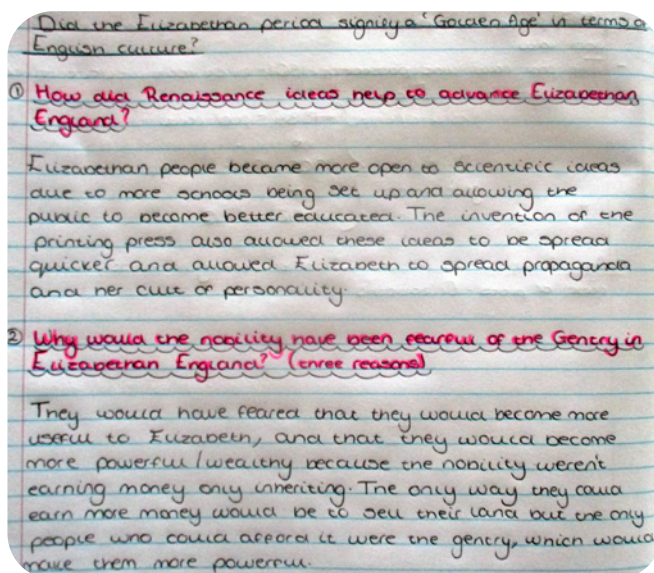 Did the Elizabethan period signify a 'Golden Age' in terms of
English culture?
① How did Renaissance ideas help to advance Elizabethan
England?
Elizabethan people became more open to scientific ideas
due to more schools being set up and allowing the
public to become better educated. The invention of the
printing press also allowed these ideas to be spread
quicker and allowed Elizabeth to spread propaganda
and her cult of personality.
② Why would the nobility have been fearful of the Gentry in
Elizabethan England? (three reasons)
They would have feared that they would become more
useful to Elizabeth, and that they would become
more powerful/wealthy because the nobility weren't
earning money only inheriting. The only way they could
earn more money would be to sell their land but the only
people who could afford it were the gentry, which would
make them more powerful.